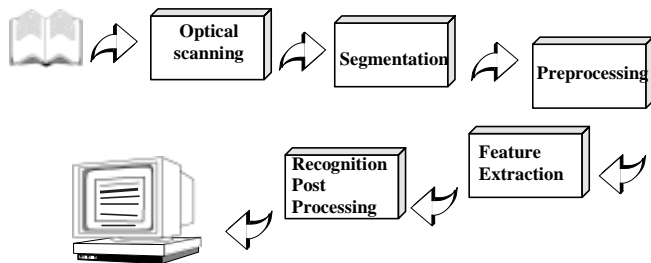 Optical
scanning
Segmentation
Preprocessing
Feature
Extraction
Recognition
Post
Processing